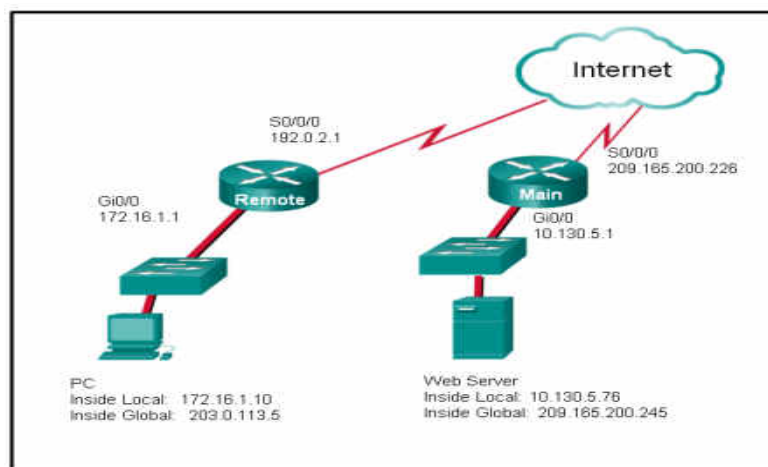 Internet
S0/0/0
192.0.2.1
S0/0/0
209.165.200.226
Remote
Main
Gi0/0
172.16.1.1
Gi0/0
10.130.5.1
PC
Inside Local: 172.16.1.10
Inside Global: 203.0.113.5
Web Server
Inside Local: 10.130.5.76
Inside Global: 209.165.200.245